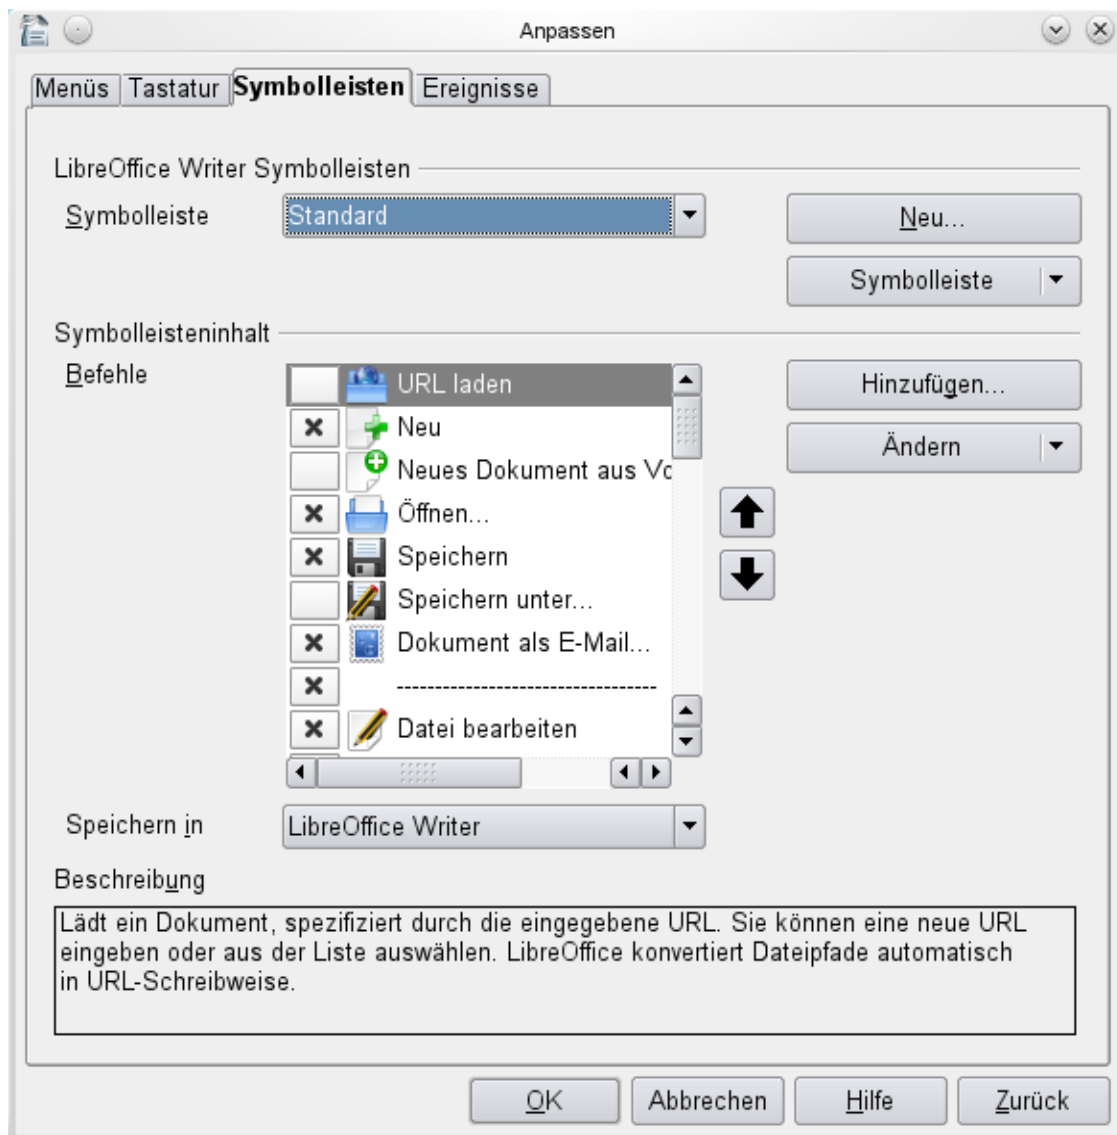 Anpassen
Menüs Tastatur Symbolleisten Ereignisse
LibreOffice Writer Symbolleisten
Symbolleiste Standard Neu...
Symbolleiste
Symbolleisteninhalt
Befehle URL laden Hinzufügen...
Neu
Ändern
Neues Dokument aus Vo
Öffnen...
Speichern
Speichern unter...
Dokument als E-Mail...
---------------------------------
Datei bearbeiten
Speichern in LibreOffice Writer
Beschreibung
Lädt ein Dokument, spezifiziert durch die eingegebene URL. Sie können eine neue URL
eingeben oder aus der Liste auswählen. LibreOffice konvertiert Dateipfade automatisch
in URL-Schreibweise.
OK Abbrechen Hilfe Zurück